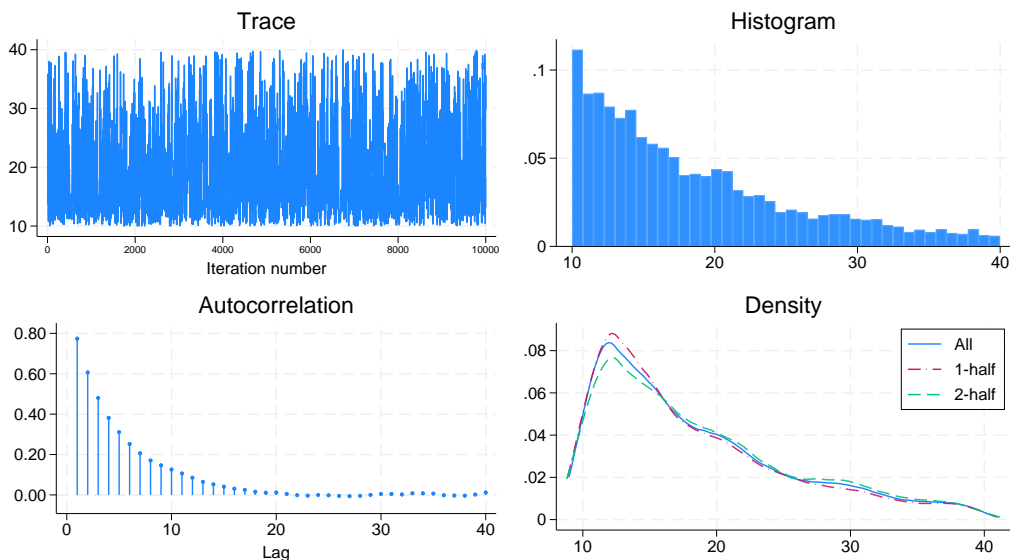 Trace
40
30
20
10
0 2000 4000 6000 8000 10000
Iteration number
Histogram
.1
.05
0
10 20 30 40
Autocorrelation
0.80
0.60
0.40
0.20
0.00
0 10 20 30 40
Lag
Density
.08
.06
.04
.02
0
10 20 30 40
All
1-half
2-half